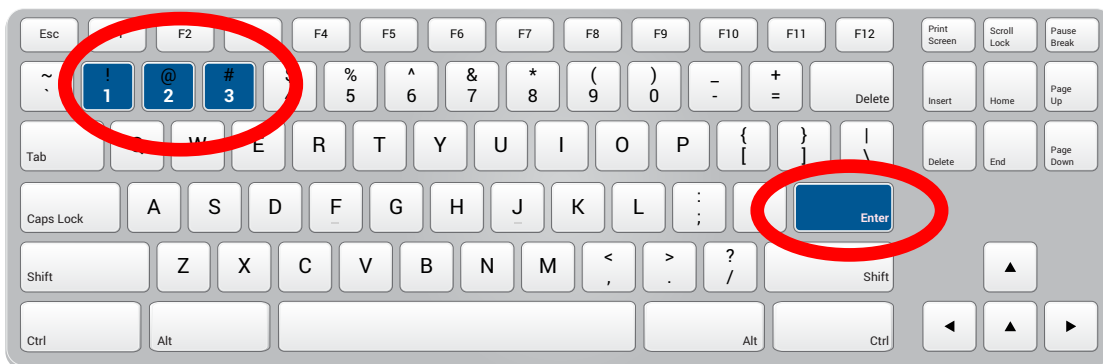 Esc F2 F4 F5 F6 F7 F8 F9 F10 F11 F12 Print Screen Scroll Lock Pause Break
~ ` ! 1 @ 2 # 3 % 5 ^ 6 & 7 * 8 ( 9 ) 0 _ - + = Delete Insert Home Page Up
Tab W E R T Y U I O P { [ } ] | \ Delete End Page Down
Caps Lock A S D F G H J K L : ; Enter
Shift Z X C V B N M < , > . ? / Shift
Ctrl Alt Alt Ctrl